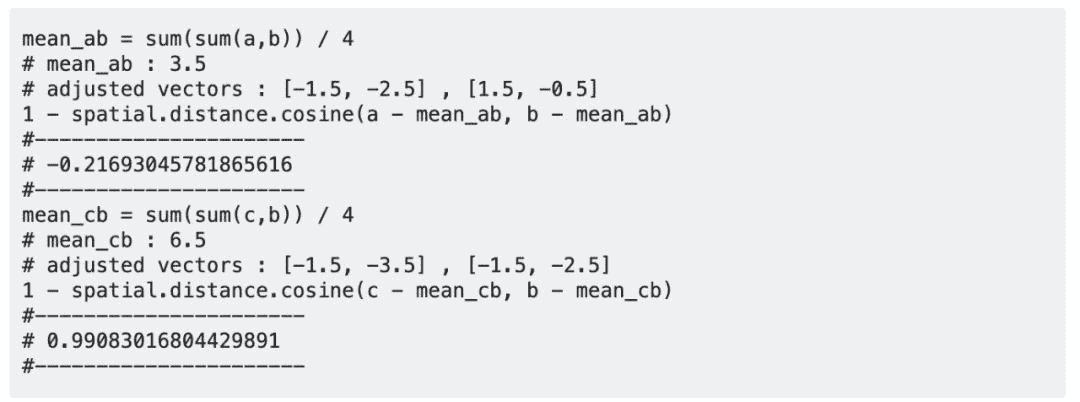 mean_ab = sum(sum(a,b)) / 4
# mean_ab : 3.5
# adjusted vectors : [-1.5, -2.5] , [1.5, -0.5]
1 - spatial.distance.cosine(a - mean_ab, b - mean_ab)
#----------------------
# -0.21693045781865616
#----------------------
mean_cb = sum(sum(c,b)) / 4
# mean_cb : 6.5
# adjusted vectors : [-1.5, -3.5] , [-1.5, -2.5]
1 - spatial.distance.cosine(c - mean_cb, b - mean_cb)
#----------------------
# 0.99083016804429891
#----------------------